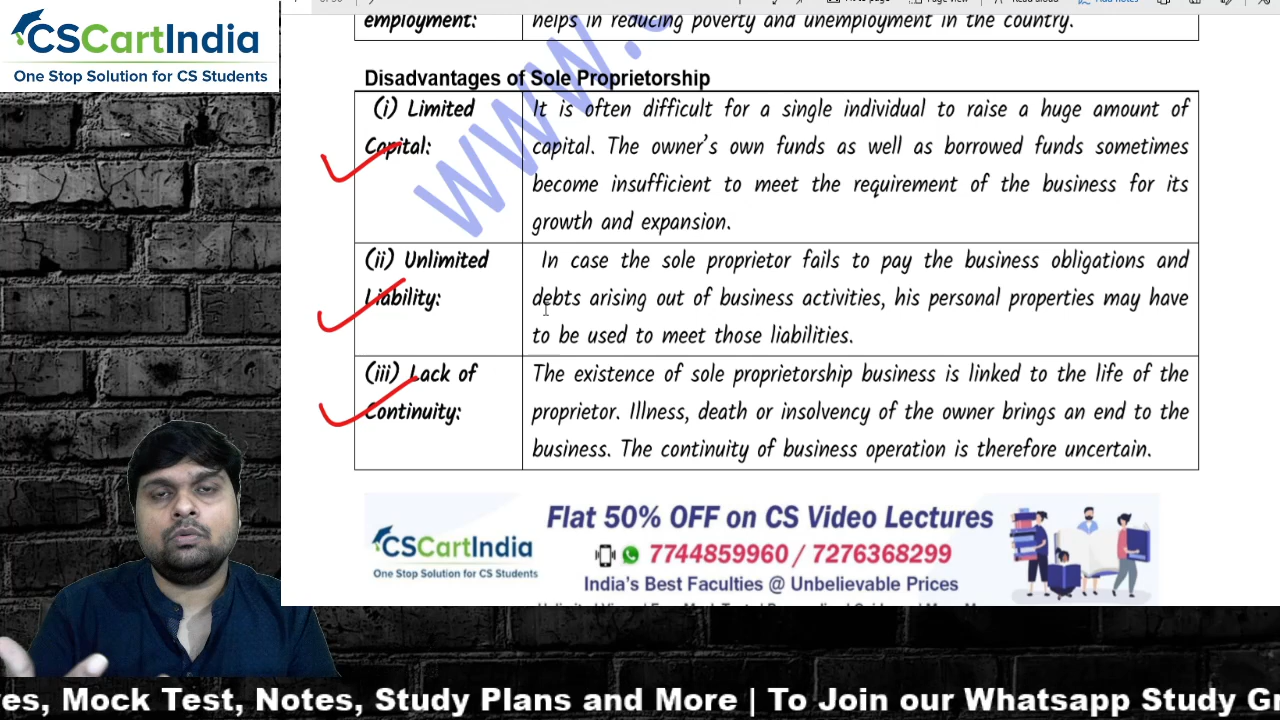 CSCartIndia
One Stop Solution for CS Students
employment:
helps in reducing poverty and unemployment in the country.
Disadvantages of Sole Proprietorship
(i) Limited
Capital:
It is often difficult for a single individual to raise a huge amount of
capital. The owner's own funds as well as borrowed funds sometimes
become insufficient to meet the requirement of the business for its
growth and expansion.
(ii) Unlimited
Liability:
In case the sole proprietor fails to pay the business obligations and
debts arising out of business activities, his personal properties may have
to be used to meet those liabilities.
(iii) Lack of
Continuity:
The existence of sole proprietorship business is linked to the life of the
proprietor. Illness, death or insolvency of the owner brings an end to the
business. The continuity of business operation is therefore uncertain.
www.
CSCartIndia
One Stop Solution for CS Students
Flat 50% OFF on CS Video Lectures
7744859960 / 7276368299
India's Best Faculties @ Unbelievable Prices
ves, Mock Test, Notes, Study Plans and More | To Join our Whatsapp Study Gr